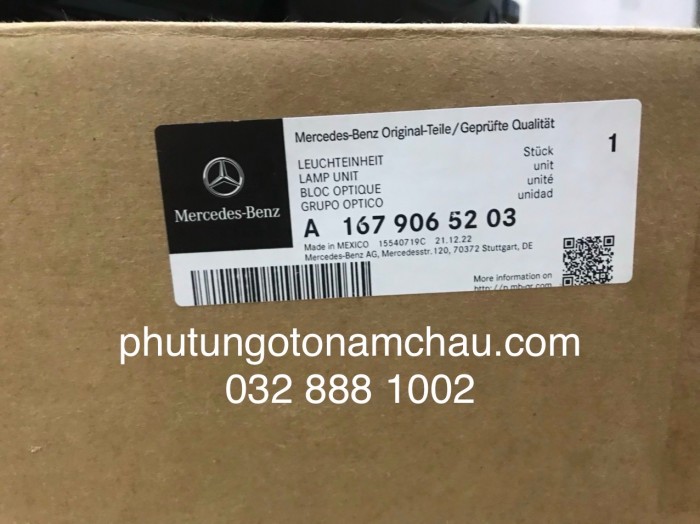 Mercedes-Benz Original-Teile/Geprüfte Qualität
Mercedes-Benz
LEUCHTEINHEIT
LAMP UNIT
BLOC OPTIQUE
GRUPO OPTICO
Stück
unit
unité
unidad
1
A 167 906 52 03
Made in MEXICO 15540719C 21.12.22
Mercedes-Benz AG, Mercedesstr. 120, 70372 Stuttgart, DE
More information on
phutungotonamchau.com
032 888 1002